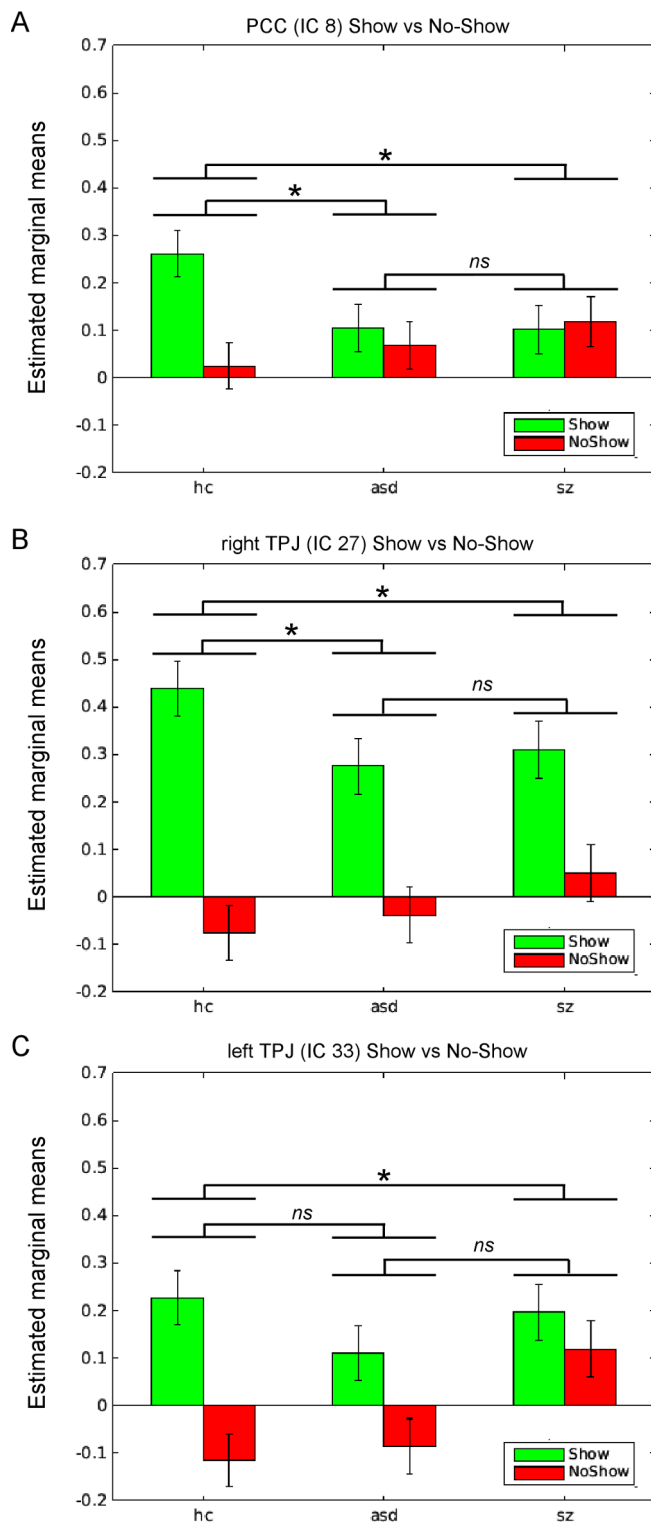 A
PCC (IC 8) Show vs No-Show
Estimated marginal means
0.7
0.6
0.5
0.4
0.3
0.2
0.1
0
-0.1
-0.2
*
*
ns
Show
NoShow
hc asd sz
B
right TPJ (IC 27) Show vs No-Show
Estimated marginal means
0.7
0.6
0.5
0.4
0.3
0.2
0.1
0
-0.1
-0.2
*
*
ns
Show
NoShow
hc asd sz
C
left TPJ (IC 33) Show vs No-Show
Estimated marginal means
0.7
0.6
0.5
0.4
0.3
0.2
0.1
0
-0.1
-0.2
*
ns
ns
Show
NoShow
hc asd sz